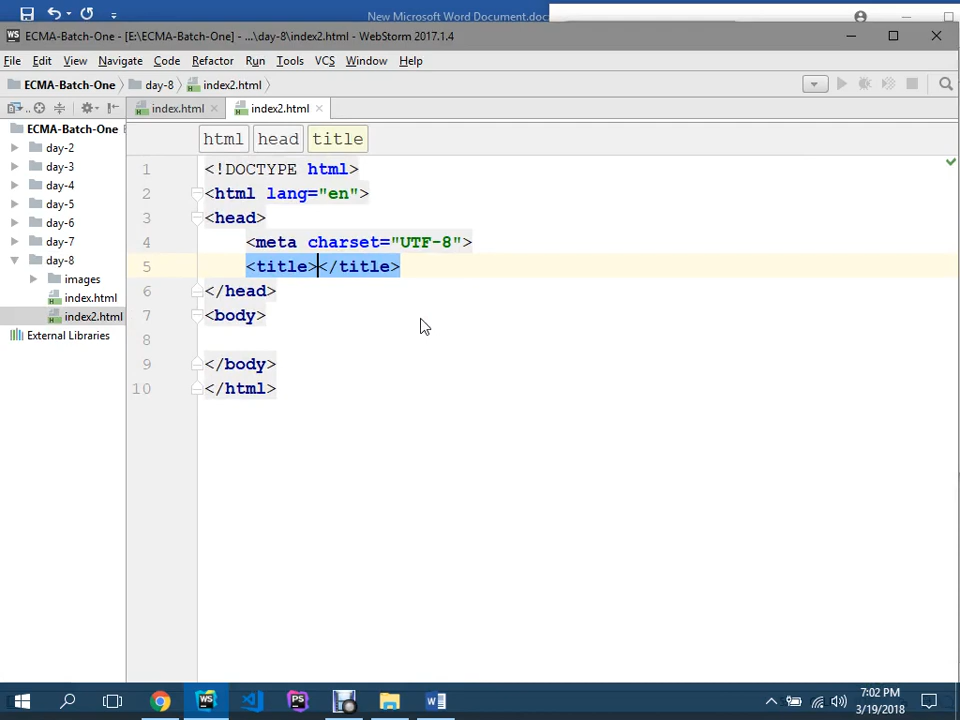 New Microsoft Word Document.doc
ECMA-Batch-One - [E:\ECMA-Batch-One] - ...\day-8\index2.html - WebStorm 2017.1.4
File Edit View Navigate Code Refactor Run Tools VCS Window Help
ECMA-Batch-One day-8 index2.html
index.html index2.html
ECMA-Batch-One
day-2
day-3
day-4
day-5
day-6
day-7
day-8
images
index.html
index2.html
External Libraries
html head title
1 <!DOCTYPE html>
2 <html lang="en">
3 <head>
4 <meta charset="UTF-8">
5 <title></title>
6 </head>
7 <body>
8
9 </body>
10 </html>
7:02 PM
3/19/2018